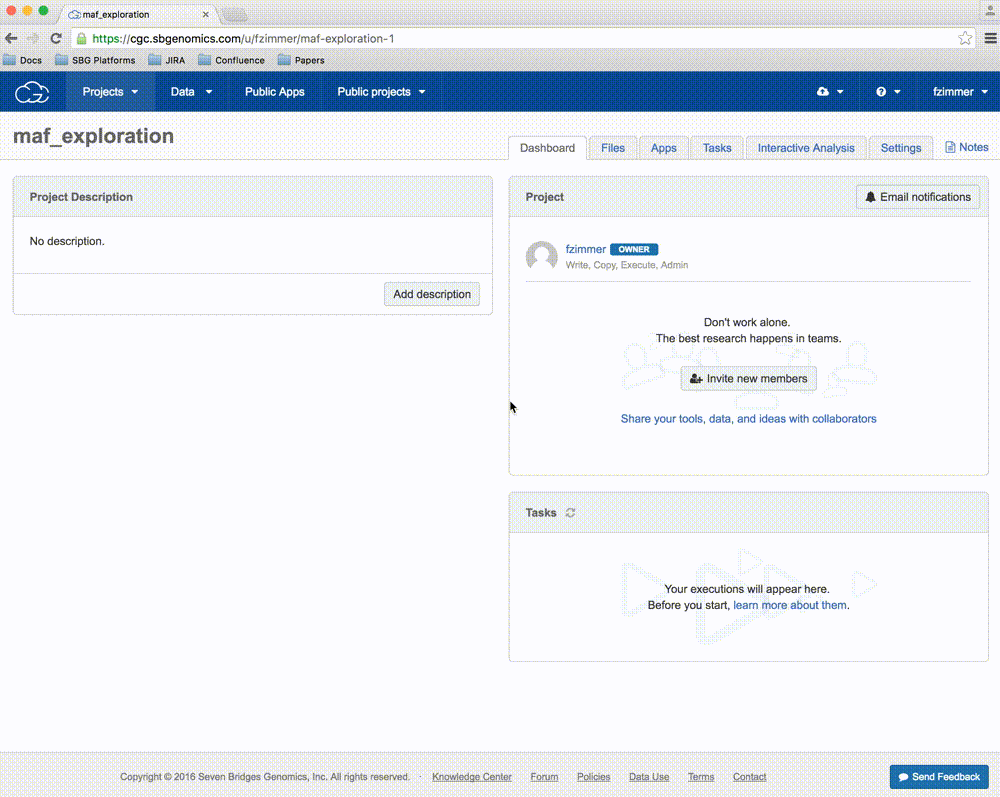 maf_exploration
https://cgc.sbgenomics.com/u/fzimmer/maf-exploration-1
Docs SBG Platforms JIRA Confluence Papers
Projects Data Public Apps Public projects fzimmer
maf_exploration
Dashboard Files Apps Tasks Interactive Analysis Settings Notes
Project Description
No description.
Add description
Project
Email notifications
fzimmer OWNER
Write, Copy, Execute, Admin
Don't work alone.
The best research happens in teams.
Invite new members
Share your tools, data, and ideas with collaborators
Tasks
Your executions will appear here.
Before you start, learn more about them.
Copyright © 2016 Seven Bridges Genomics, Inc. All rights reserved. · Knowledge Center Forum Policies Data Use Terms Contact
Send Feedback